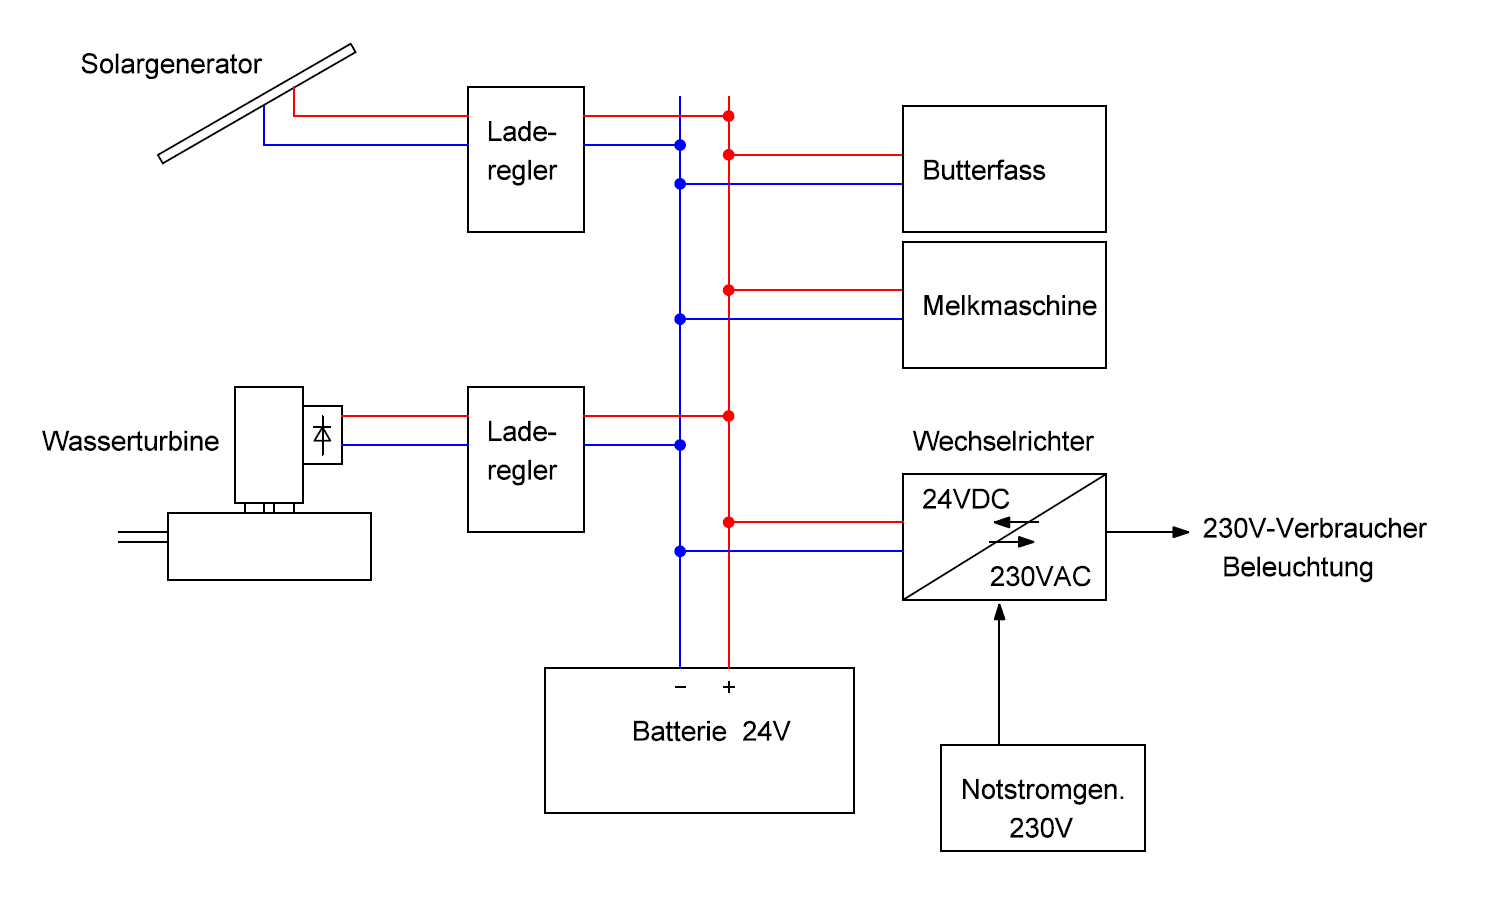 Solargenerator
Lade-
regler
Butterfass
Melkmaschine
Wasserturbine
Lade-
regler
Wechselrichter
24VDC
230VAC
230V-Verbraucher
Beleuchtung
− +
Batterie 24V
Notstromgen.
230V